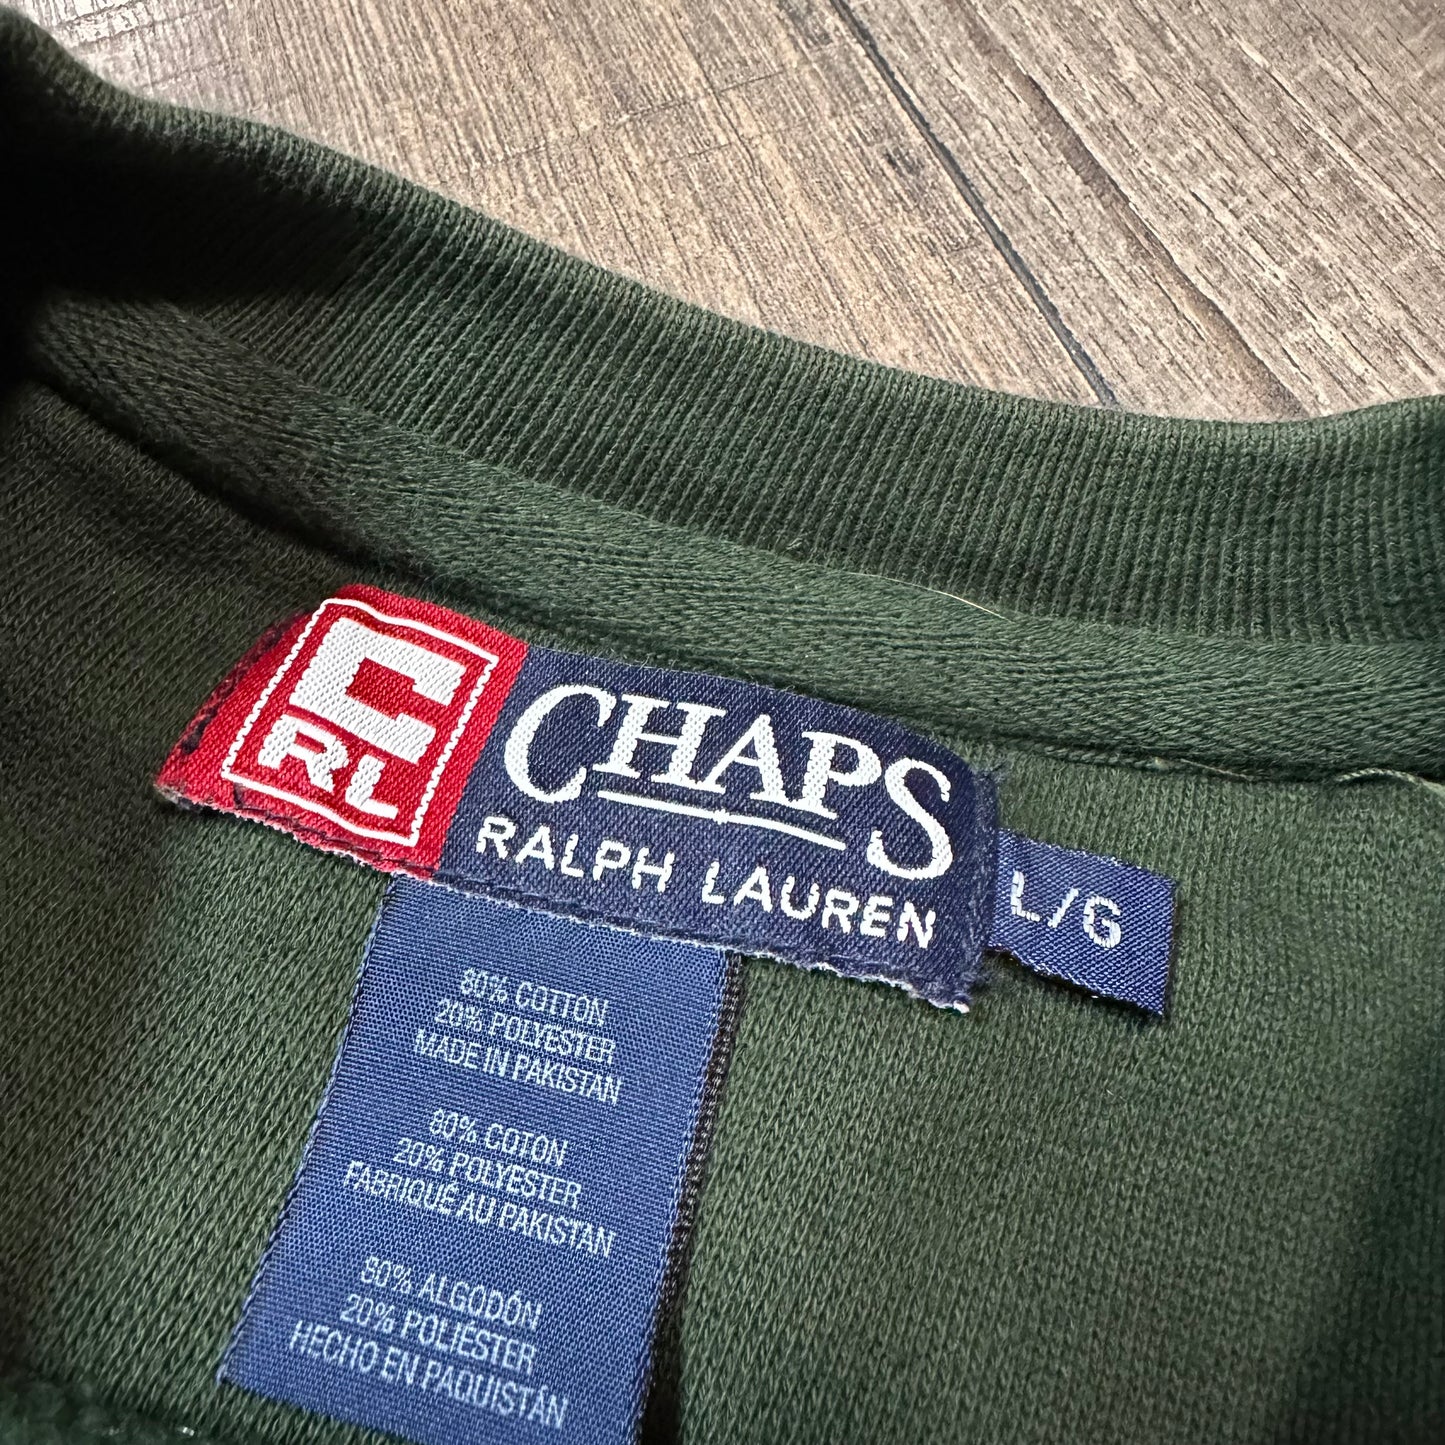 C
RL
CHAPS
RALPH LAUREN
L/G
80% COTTON
20% POLYESTER
MADE IN PAKISTAN
80% COTON
20% POLYESTER
FABRIQUÉ AU PAKISTAN
80% ALGODÓN
20% POLIÉSTER
HECHO EN PAQUISTÁN